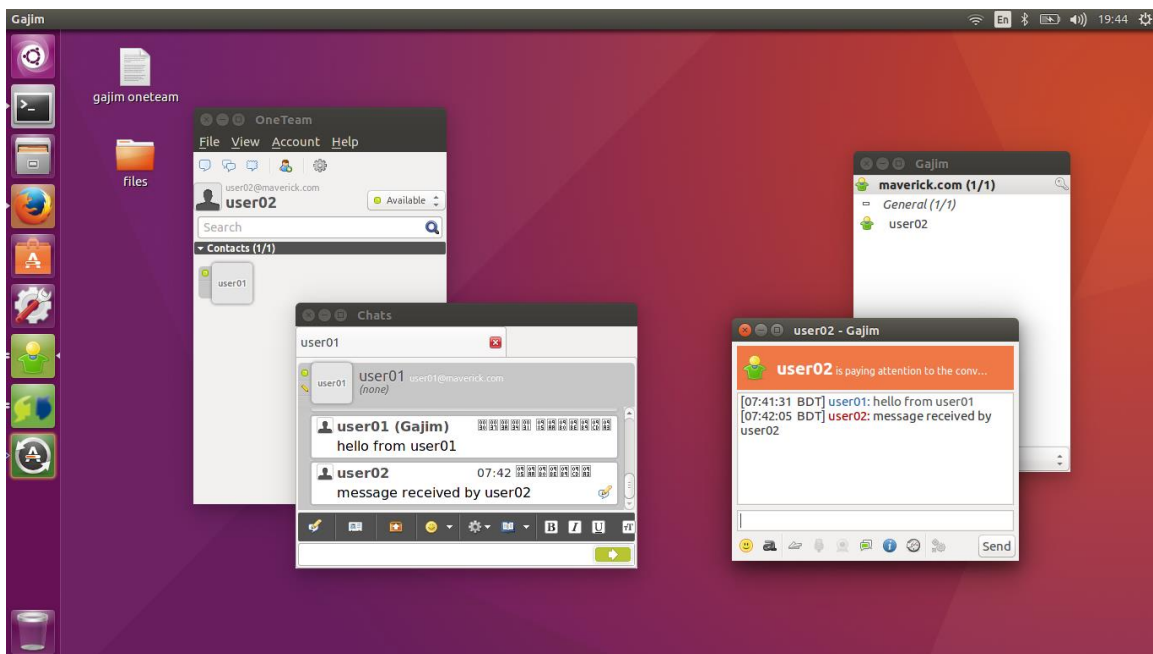 Gajim
En
19:44
gajim oneteam
files
OneTeam
File View Account Help
user02@maverick.com
user02
Available
Search
Contacts (1/1)
user01
Chats
user01
user01
user01 user01@maverick.com
(none)
user01 (Gajim)
hello from user01
user02 07:42
message received by user02
B I U
Gajim
maverick.com (1/1)
General (1/1)
user02
user02 - Gajim
user02 is paying attention to the conv...
[07:41:31 BDT] user01: hello from user01
[07:42:05 BDT] user02: message received by
user02
Send